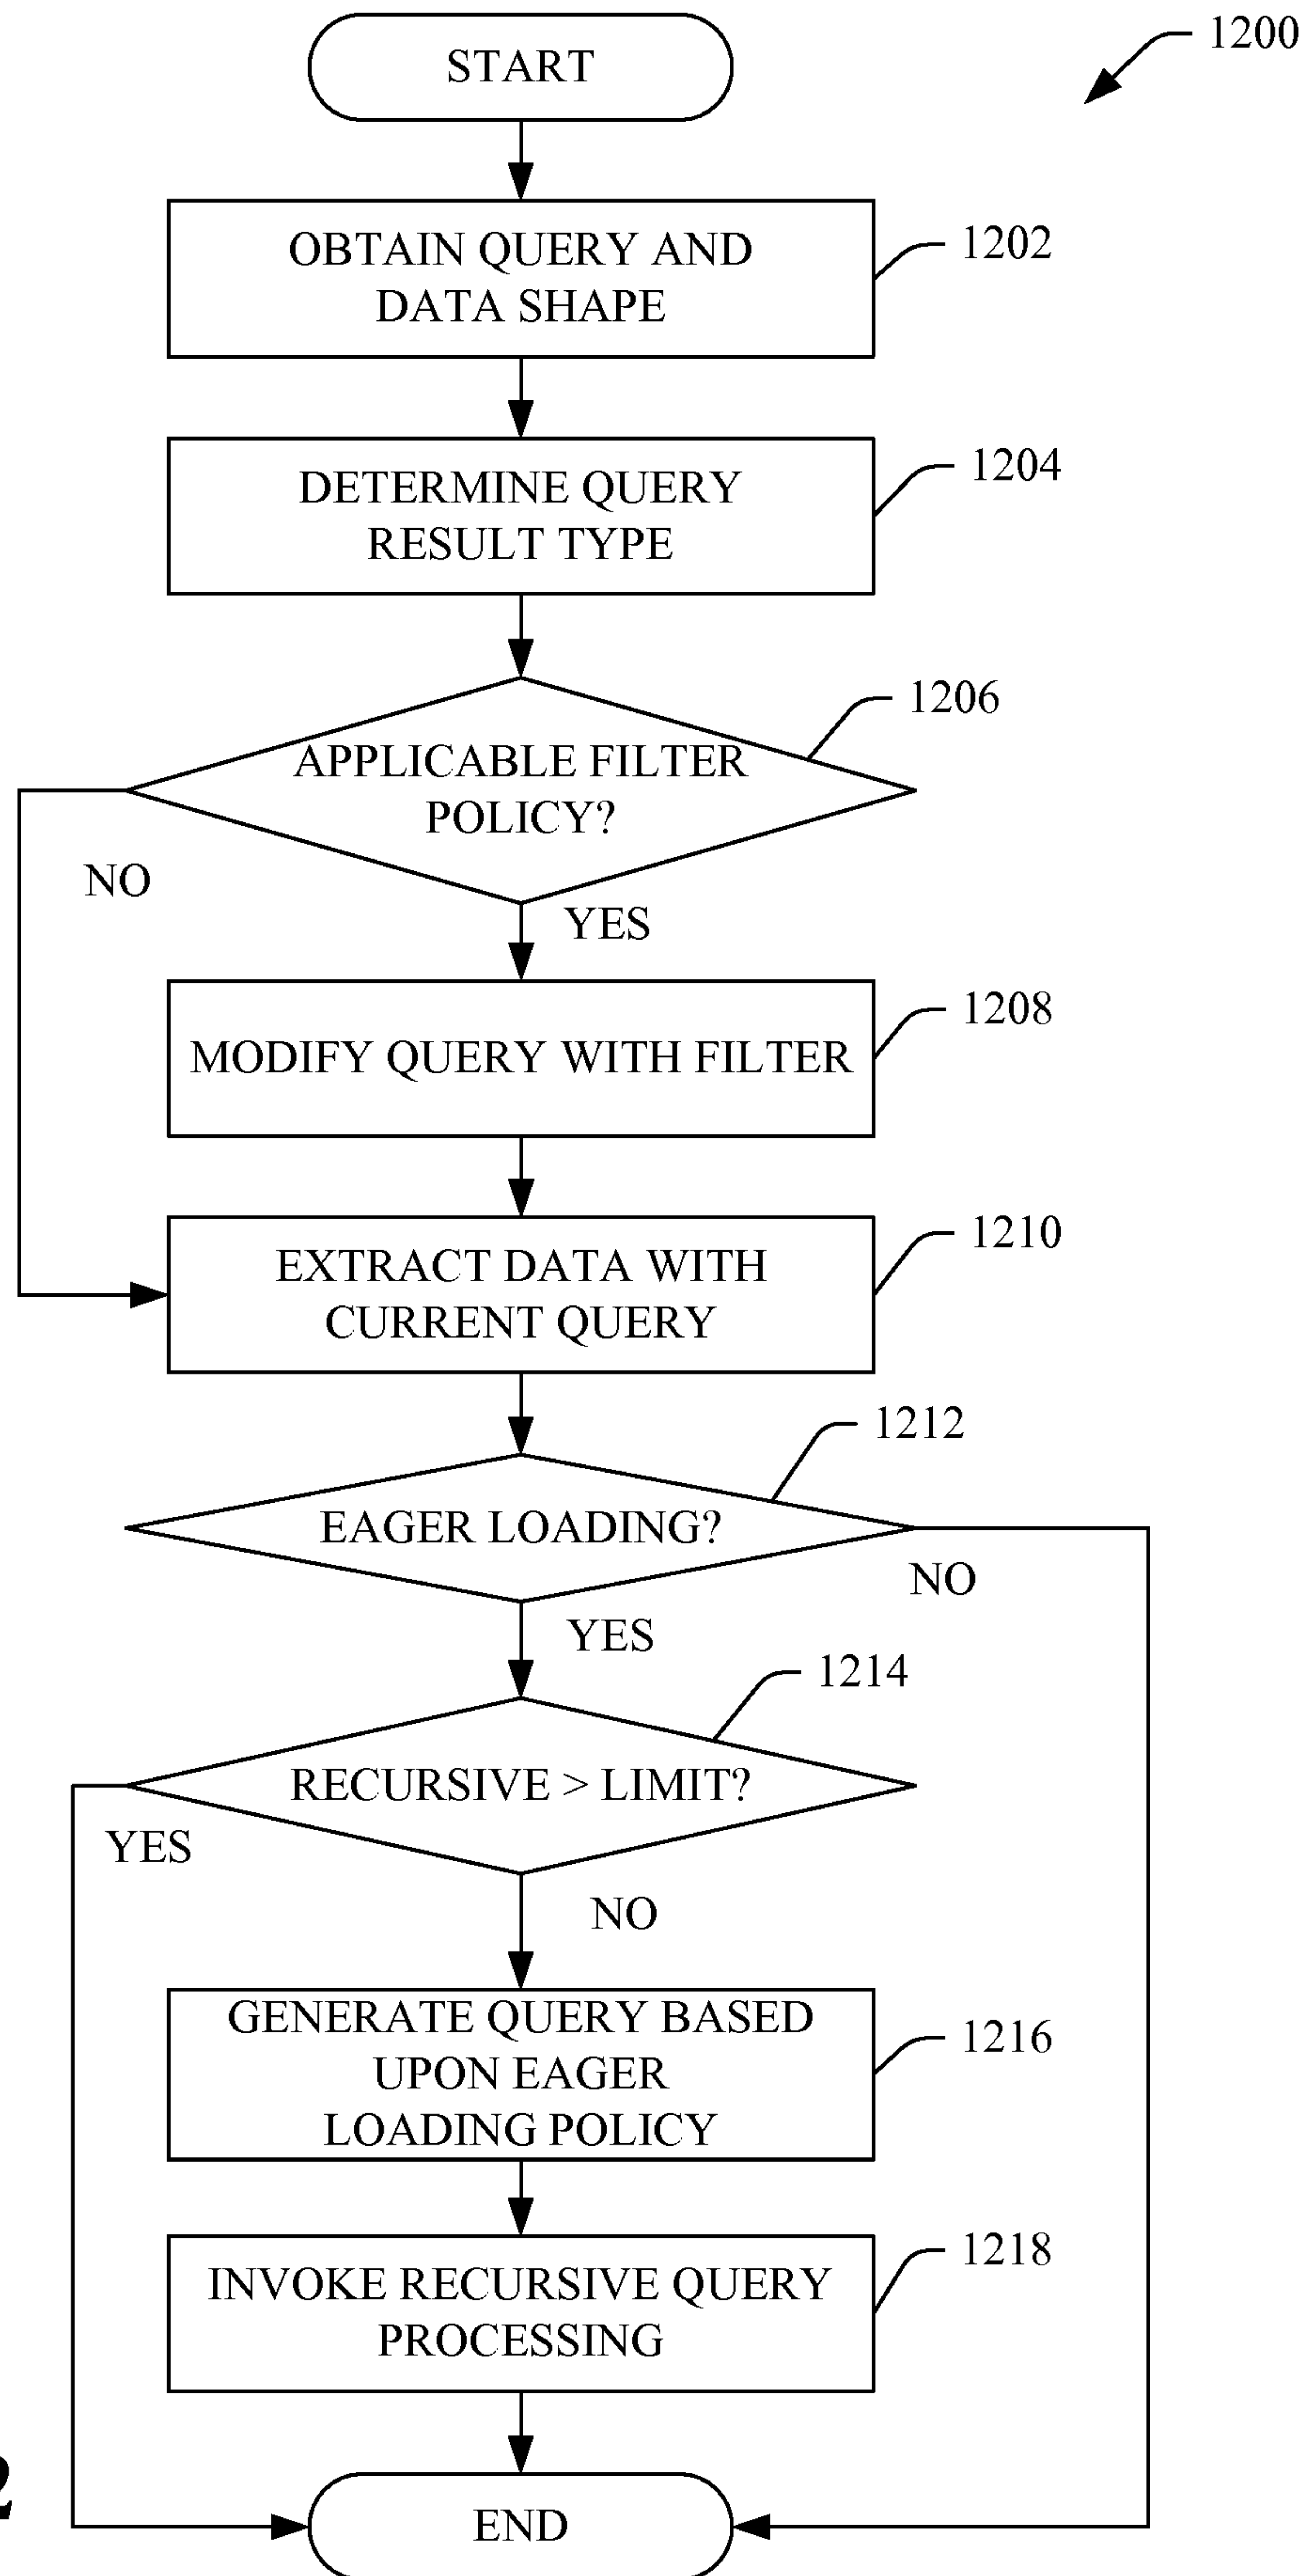 1200
START
OBTAIN QUERY AND
DATA SHAPE
1202
DETERMINE QUERY
RESULT TYPE
1204
1206
APPLICABLE FILTER
POLICY?
NO
YES
1208
MODIFY QUERY WITH FILTER
1210
EXTRACT DATA WITH
CURRENT QUERY
1212
EAGER LOADING?
NO
YES
1214
RECURSIVE > LIMIT?
YES
NO
GENERATE QUERY BASED
UPON EAGER
LOADING POLICY
1216
INVOKE RECURSIVE QUERY
PROCESSING
1218
2
END